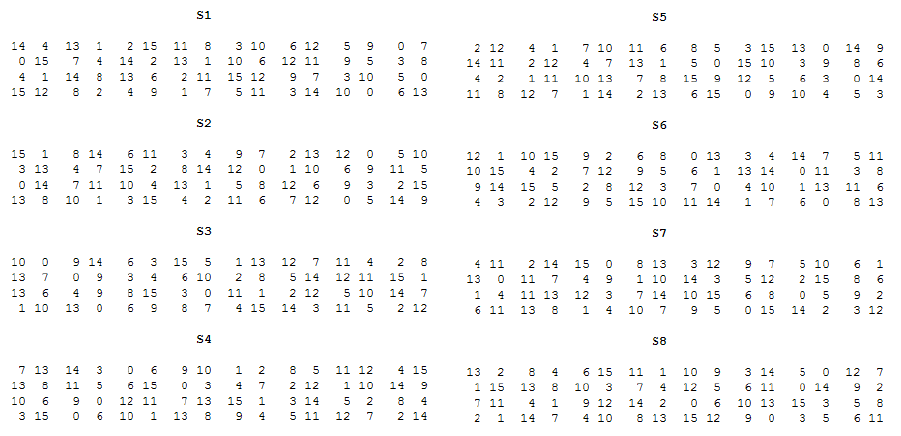 S1
14 4 13 1 2 15 11 8 3 10 6 12 5 9 0 7
0 15 7 4 14 2 13 1 10 6 12 11 9 5 3 8
4 1 14 8 13 6 2 11 15 12 9 7 3 10 5 0
15 12 8 2 4 9 1 7 5 11 3 14 10 0 6 13
S2
15 1 8 14 6 11 3 4 9 7 2 13 12 0 5 10
3 13 4 7 15 2 8 14 12 0 1 10 6 9 11 5
0 14 7 11 10 4 13 1 5 8 12 6 9 3 2 15
13 8 10 1 3 15 4 2 11 6 7 12 0 5 14 9
S3
10 0 9 14 6 3 15 5 1 13 12 7 11 4 2 8
13 7 0 9 3 4 6 10 2 8 5 14 12 11 15 1
13 6 4 9 8 15 3 0 11 1 2 12 5 10 14 7
1 10 13 0 6 9 8 7 4 15 14 3 11 5 2 12
S4
7 13 14 3 0 6 9 10 1 2 8 5 11 12 4 15
13 8 11 5 6 15 0 3 4 7 2 12 1 10 14 9
10 6 9 0 12 11 7 13 15 1 3 14 5 2 8 4
3 15 0 6 10 1 13 8 9 4 5 11 12 7 2 14
S5
2 12 4 1 7 10 11 6 8 5 3 15 13 0 14 9
14 11 2 12 4 7 13 1 5 0 15 10 3 9 8 6
4 2 1 11 10 13 7 8 15 9 12 5 6 3 0 14
11 8 12 7 1 14 2 13 6 15 0 9 10 4 5 3
S6
12 1 10 15 9 2 6 8 0 13 3 4 14 7 5 11
10 15 4 2 7 12 9 5 6 1 13 14 0 11 3 8
9 14 15 5 2 8 12 3 7 0 4 10 1 13 11 6
4 3 2 12 9 5 15 10 11 14 1 7 6 0 8 13
S7
4 11 2 14 15 0 8 13 3 12 9 7 5 10 6 1
13 0 11 7 4 9 1 10 14 3 5 12 2 15 8 6
1 4 11 13 12 3 7 14 10 15 6 8 0 5 9 2
6 11 13 8 1 4 10 7 9 5 0 15 14 2 3 12
S8
13 2 8 4 6 15 11 1 10 9 3 14 5 0 12 7
1 15 13 8 10 3 7 4 12 5 6 11 0 14 9 2
7 11 4 1 9 12 14 2 0 6 10 13 15 3 5 8
2 1 14 7 4 10 8 13 15 12 9 0 3 5 6 11